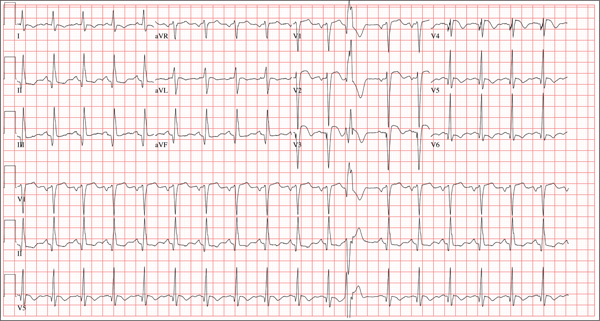 I aVR V1 V4
II aVL V2 V5
III aVF V3 V6
V1
II
V5